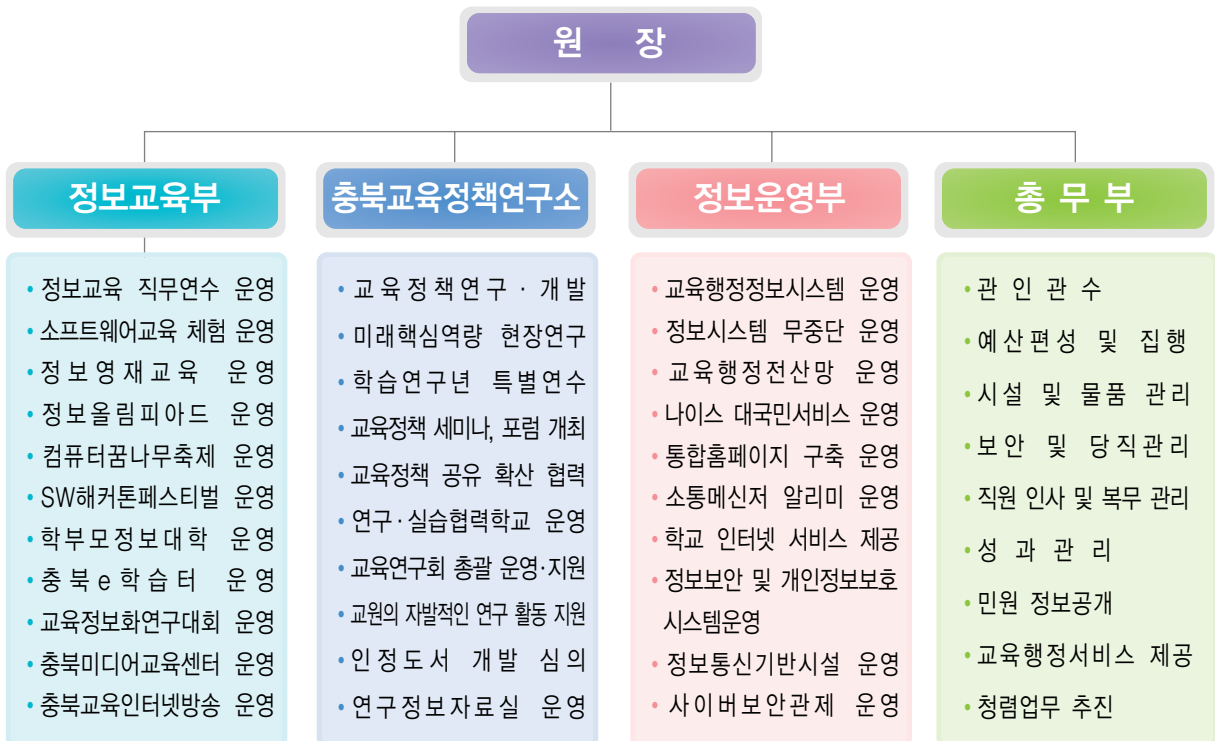 원 장
정보교육부
• 정보교육 직무연수 운영
• 소프트웨어교육 체험 운영
• 정보영재교육 운영
• 정보올림피아드 운영
• 컴퓨터꿈나무축제 운영
• SW해커톤페스티벌 운영
• 학부모정보대학 운영
• 충북e학습터 운영
• 교육정보화연구대회 운영
• 충북미디어교육센터 운영
• 충북교육인터넷방송 운영
충북교육정책연구소
• 교육정책연구·개발
• 미래핵심역량 현장연구
• 학습연구년 특별연수
• 교육정책 세미나, 포럼 개최
• 교육정책 공유 확산 협력
• 연구·실습협력학교 운영
• 교육연구회 총괄 운영·지원
• 교원의 자발적인 연구 활동 지원
• 인정도서 개발 심의
• 연구정보자료실 운영
정보운영부
• 교육행정정보시스템 운영
• 정보시스템 무중단 운영
• 교육행정전산망 운영
• 나이스 대국민서비스 운영
• 통합홈페이지 구축 운영
• 소통메신저 알리미 운영
• 학교 인터넷 서비스 제공
• 정보보안 및 개인정보보호
시스템운영
• 정보통신기반시설 운영
• 사이버보안관제 운영
총 무 부
• 관 인 관 수
• 예산편성 및 집행
• 시설 및 물품 관리
• 보안 및 당직관리
• 직원 인사 및 복무 관리
• 성 과 관 리
• 민원 정보공개
• 교육행정서비스 제공
• 청렴업무 추진